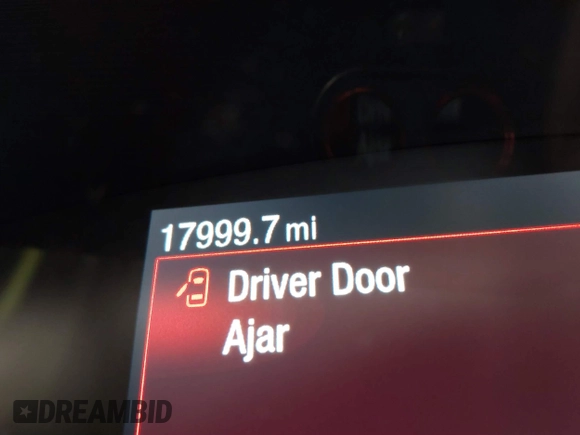 17999.7 mi
Driver Door
Ajar
DREAMBID